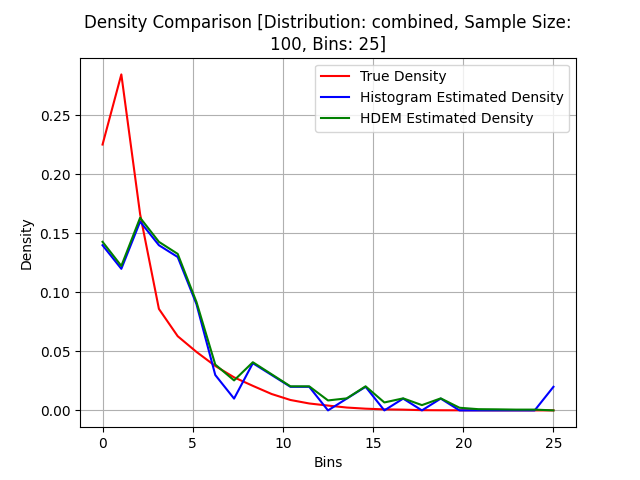 Density Comparison [Distribution: combined, Sample Size:
100, Bins: 25]
True Density
Histogram Estimated Density
HDEM Estimated Density
Density
0.25
0.20
0.15
0.10
0.05
0.00
0 5 10 15 20 25
Bins